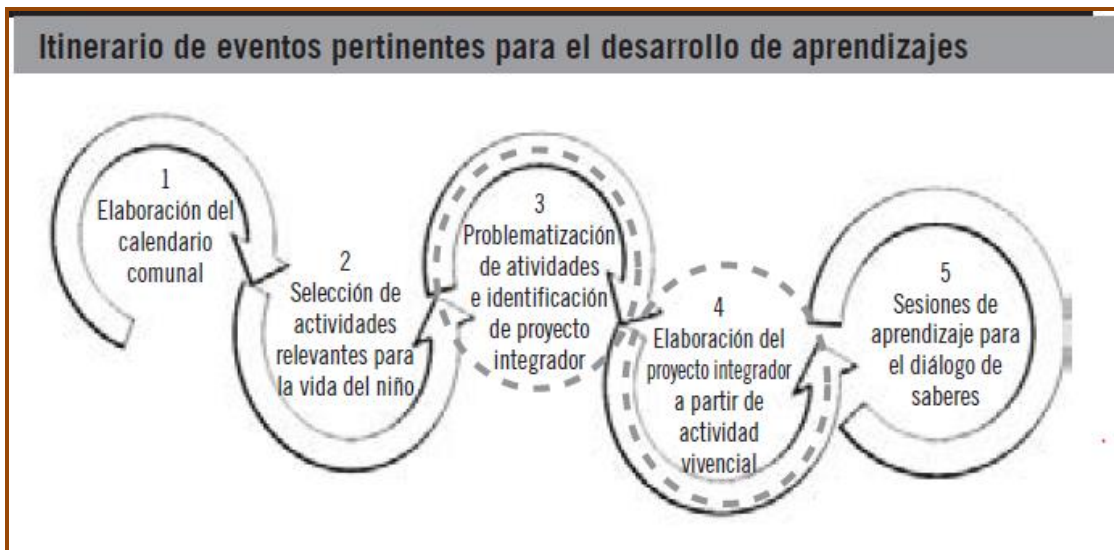 Itinerario de eventos pertinentes para el desarrollo de aprendizajes
1
Elaboración del
calendario
comunal
2
Selección de
actividades
relevantes para
la vida del niño
3
Problematización
de atividades
e identificación
de proyecto
integrador
4
Elaboración del
proyecto integrador
a partir de
actividad
vivencial
5
Sesiones de
aprendizaje para
el diálogo de
saberes